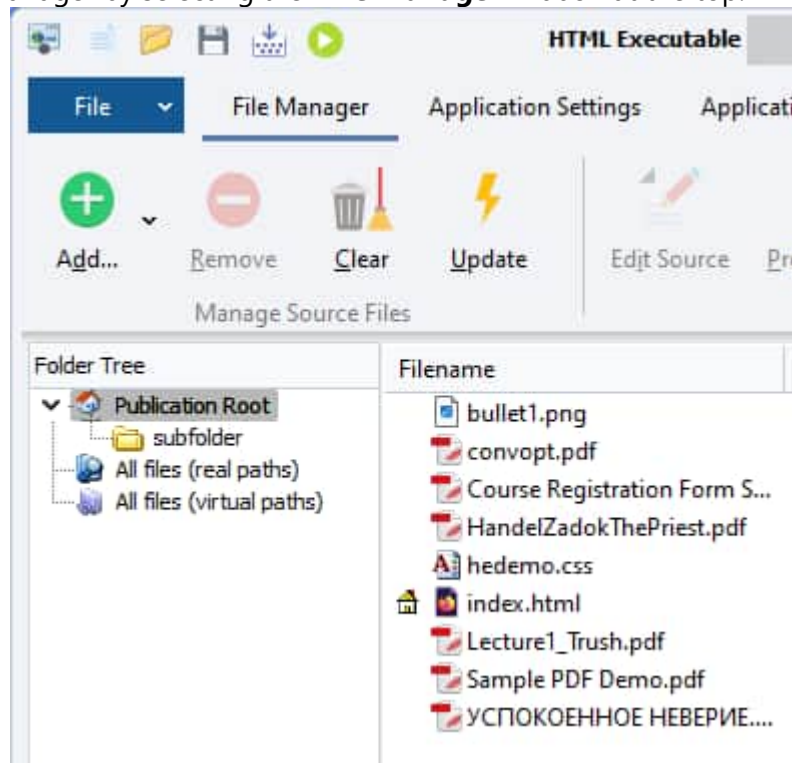 HTML Executable
File File Manager Application Settings
Add... Remove Clear Update Edit Source
Manage Source Files
Folder Tree
Publication Root
subfolder
All files (real paths)
All files (virtual paths)
Filename
bullet1.png
convopt.pdf
Course Registration Form S...
HandelZadokThePriest.pdf
hedemo.css
index.html
Lecture1_Trush.pdf
Sample PDF Demo.pdf
УСПОКОЕННОЕ НЕВЕРИЕ....